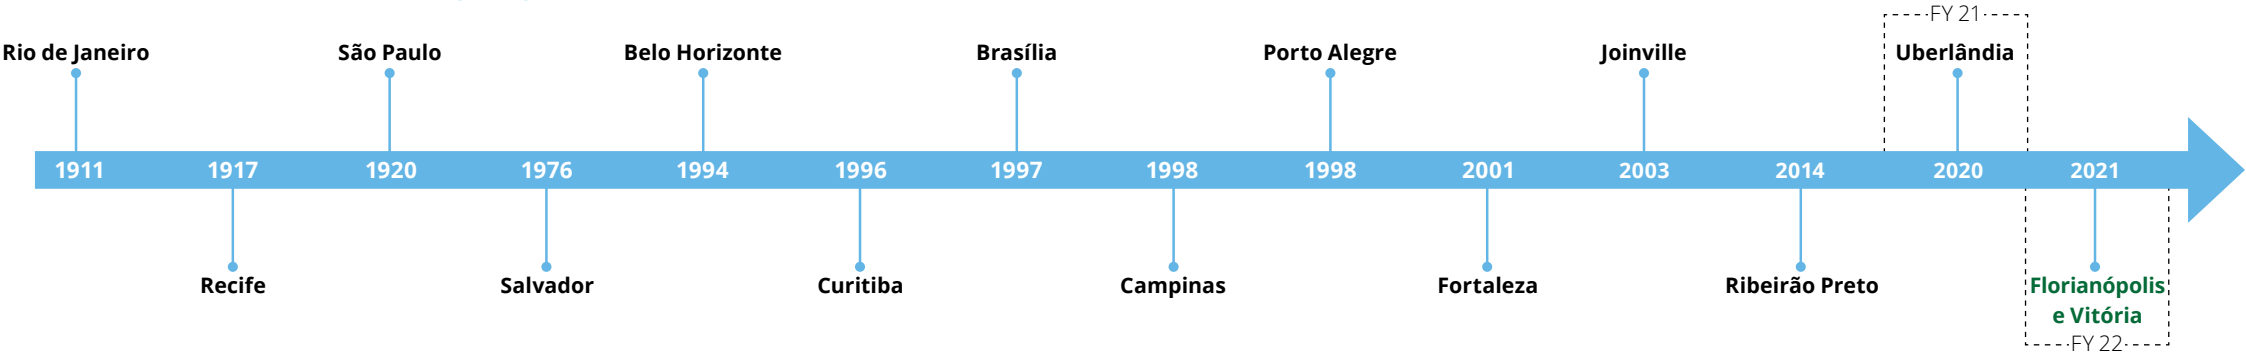 FY 21
Rio de Janeiro
São Paulo
Belo Horizonte
Brasília
Porto Alegre
Joinville
Uberlândia
1911
1917
1920
1976
1994
1996
1997
1998
1998
2001
2003
2014
2020
2021
Recife
Salvador
Curitiba
Campinas
Fortaleza
Ribeirão Preto
Florianópolis
e Vitória
FY 22